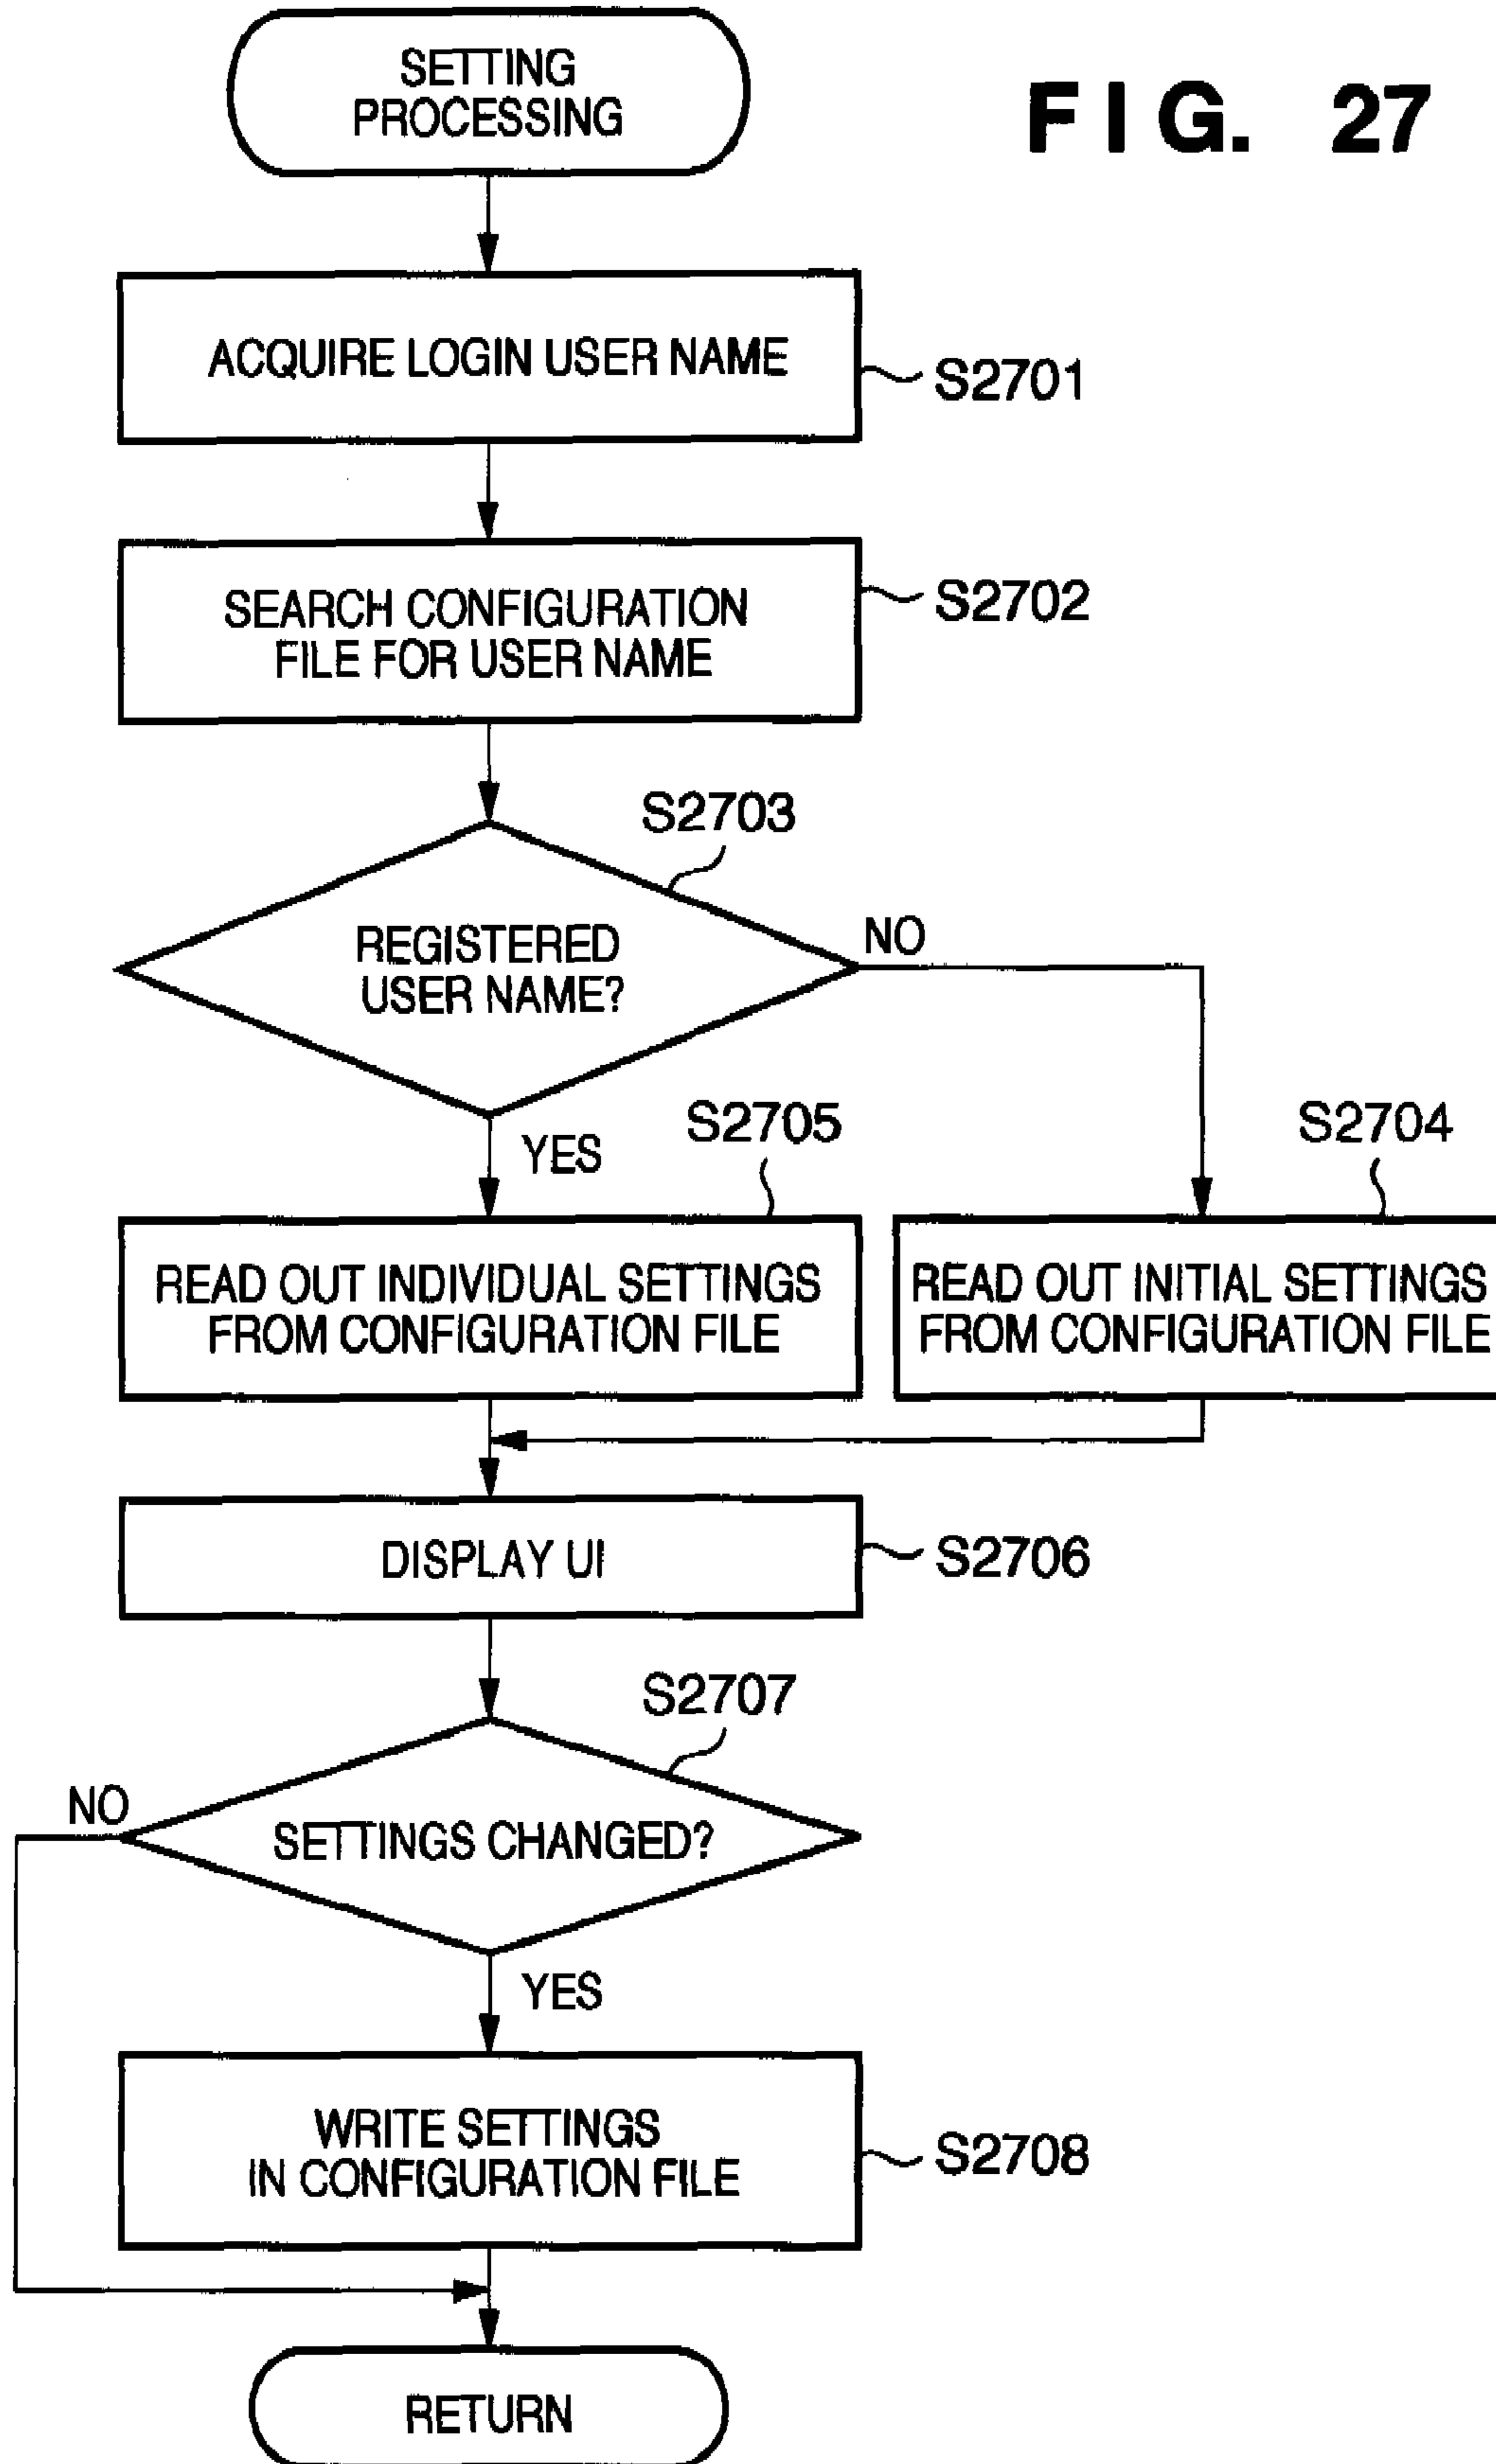 SETTING
PROCESSING
FIG. 27
ACQUIRE LOGIN USER NAME
S2701
SEARCH CONFIGURATION
FILE FOR USER NAME
S2702
S2703
REGISTERED
USER NAME?
NO
YES
S2705
S2704
READ OUT INDIVIDUAL SETTINGS
FROM CONFIGURATION FILE
READ OUT INITIAL SETTINGS
FROM CONFIGURATION FILE
DISPLAY UI
S2706
S2707
NO
SETTINGS CHANGED?
YES
WRITE SETTINGS
IN CONFIGURATION FILE
S2708
RETURN